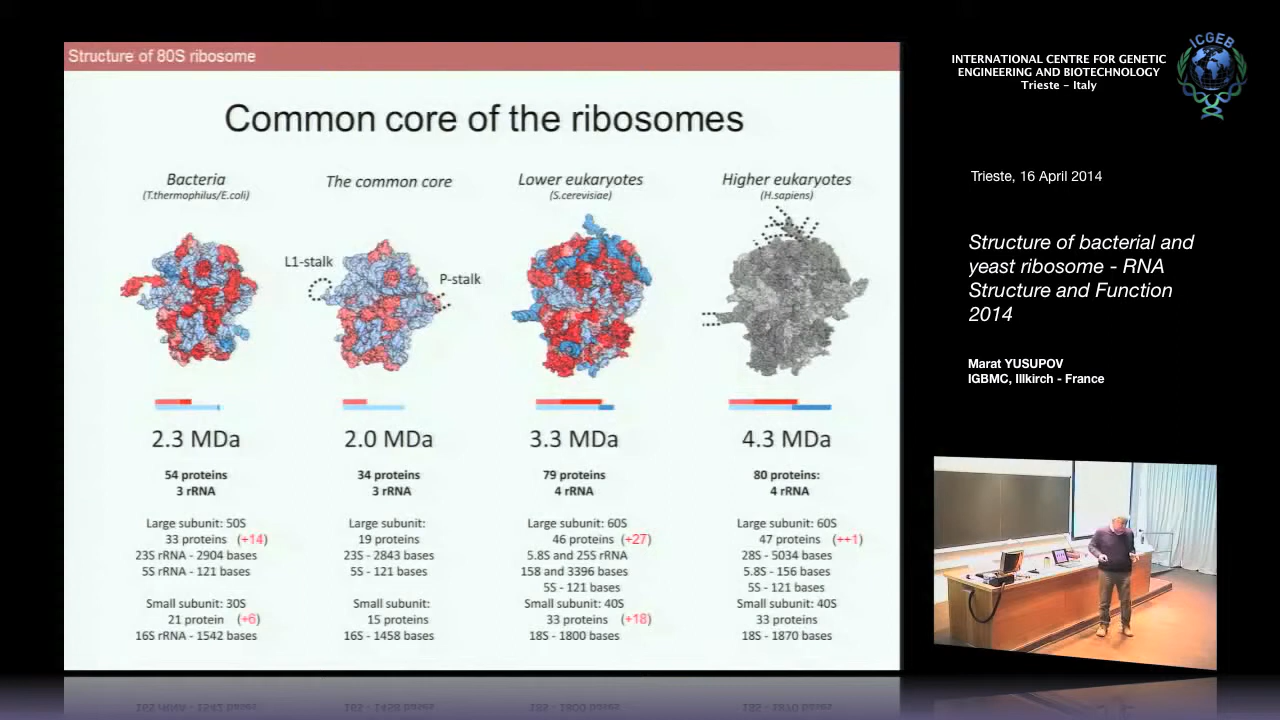 Structure of 80S ribosome
Common core of the ribosomes
Bacteria
(T.thermophilus/E.coli)
The common core
Lower eukaryotes
(S.cerevisiae)
Higher eukaryotes
(H.sapiens)
L1-stalk
P-stalk
2.3 MDa
2.0 MDa
3.3 MDa
4.3 MDa
54 proteins
3 rRNA
34 proteins
3 rRNA
79 proteins
4 rRNA
80 proteins:
4 rRNA
Large subunit: 50S
33 proteins (+14)
23S rRNA - 2904 bases
5S rRNA - 121 bases
Small subunit: 30S
21 protein (+6)
16S rRNA - 1542 bases
Large subunit:
19 proteins
23S - 2843 bases
5S - 121 bases
Small subunit:
15 proteins
16S - 1458 bases
Large subunit: 60S
46 proteins (+27)
5.8S and 25S rRNA
158 and 3396 bases
5S - 121 bases
Small subunit: 40S
33 proteins (+18)
18S - 1800 bases
Large subunit: 60S
47 proteins (++1)
28S - 5034 bases
5.8S - 156 bases
5S - 121 bases
Small subunit: 40S
33 proteins
18S - 1870 bases
INTERNATIONAL CENTRE FOR GENETIC
ENGINEERING AND BIOTECHNOLOGY
Trieste - Italy
ICGEB
Trieste, 16 April 2014
Structure of bacterial and
yeast ribosome - RNA
Structure and Function
2014
Marat YUSUPOV
IGBMC, Illkirch - France